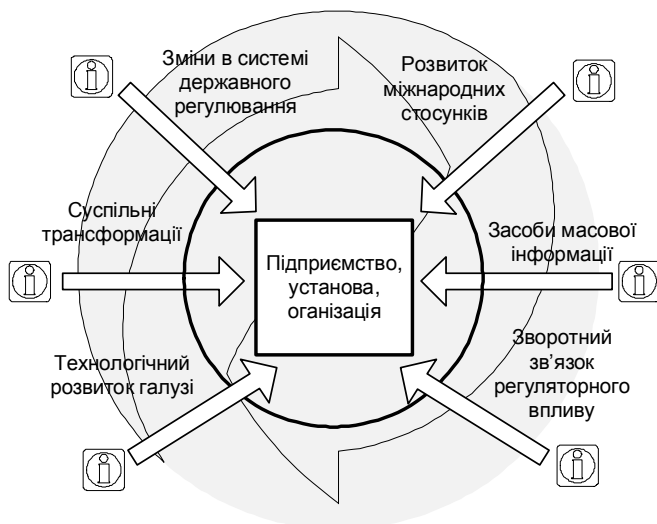 Зміни в системі
державного
регулювання
Розвиток
міжнародних
стосунків
Суспільні
трансформації
Засоби масової
інформації
Підприємство,
установа,
оганізація
Технологічний
розвиток галузі
Зворотний
зв'язок
регуляторного
впливу